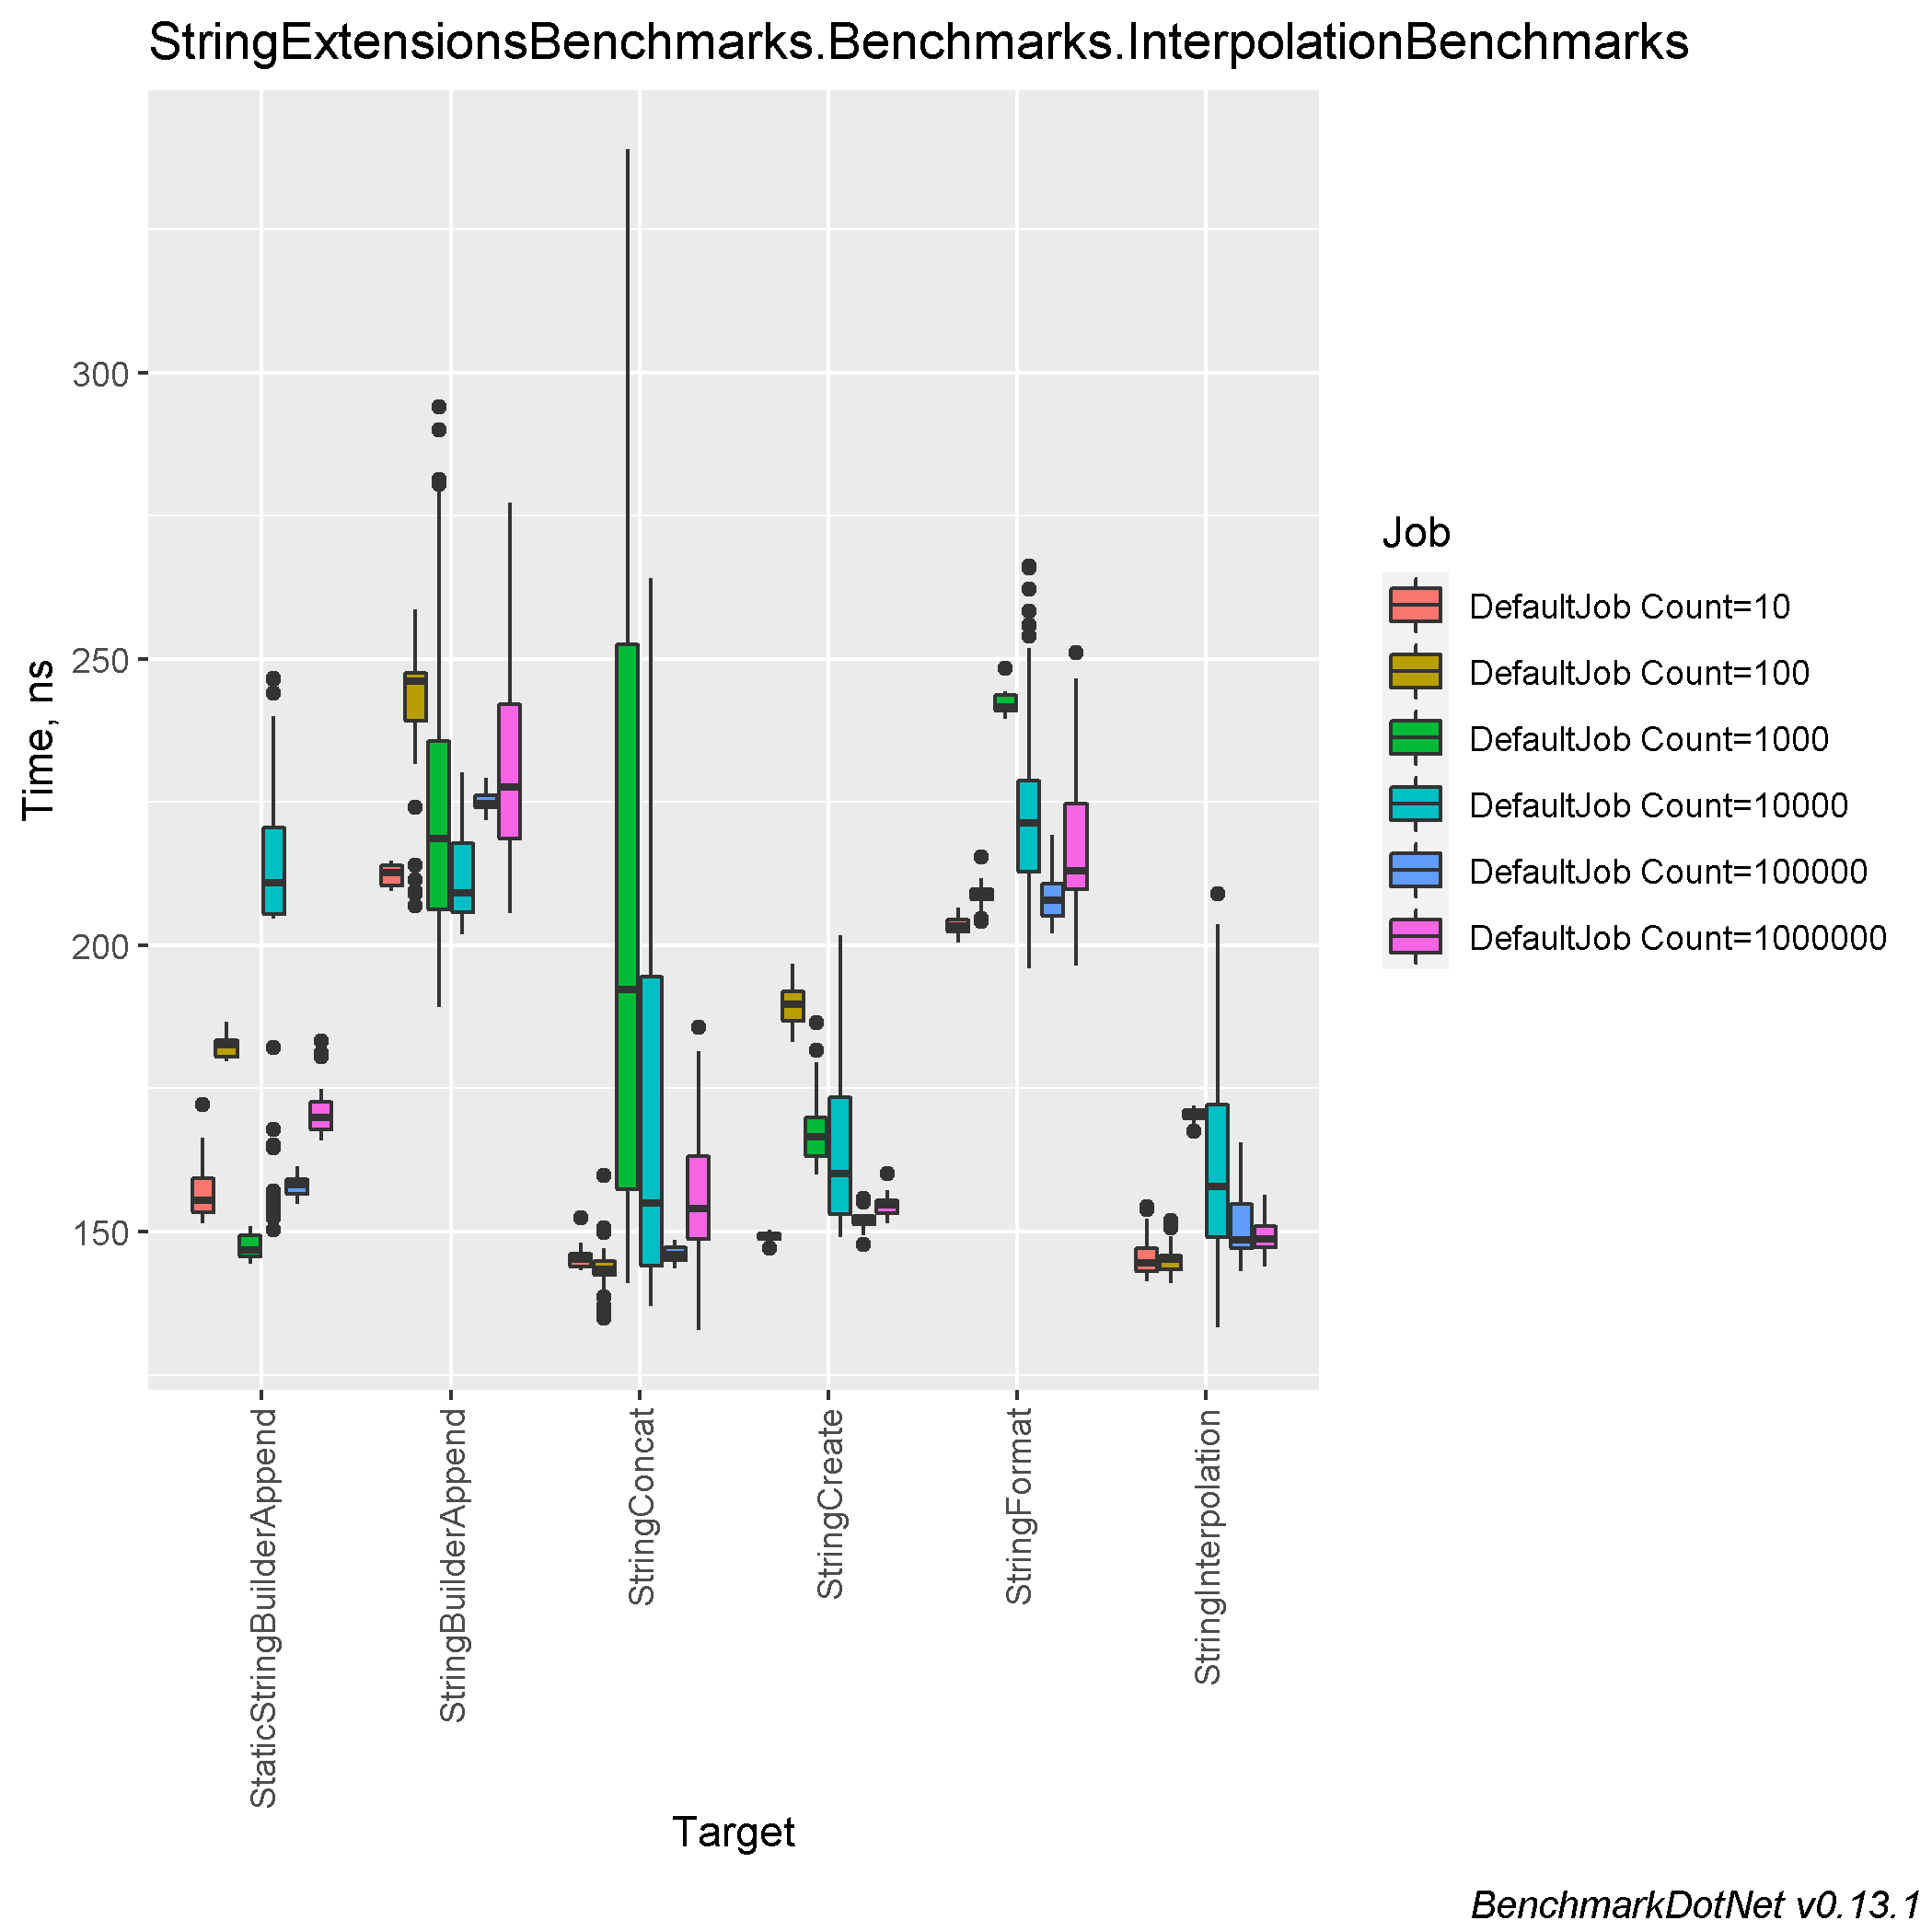 StringExtensionsBenchmarks.Benchmarks.InterpolationBenchmarks
Time, ns
300
250
200
150
StaticStringBuilderAppend
StringBuilderAppend
StringConcat
StringCreate
StringFormat
StringInterpolation
Target
Job
DefaultJob Count=10
DefaultJob Count=100
DefaultJob Count=1000
DefaultJob Count=10000
DefaultJob Count=100000
DefaultJob Count=1000000
BenchmarkDotNet v0.13.1